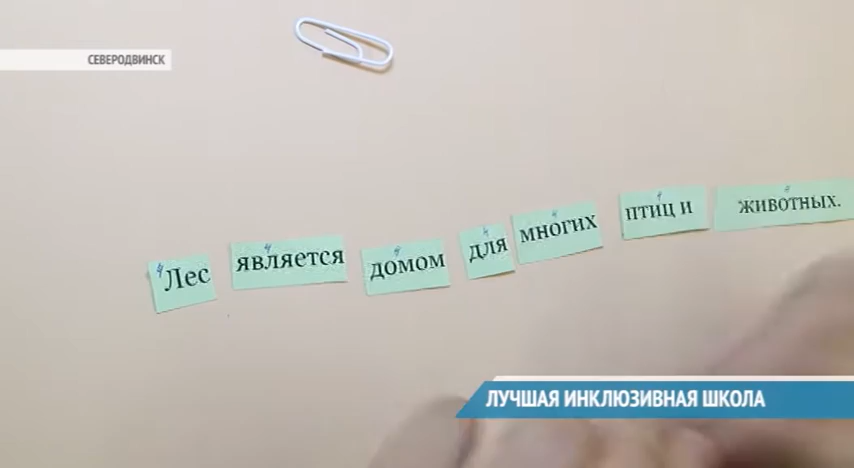 СЕВЕРОДВИНСК
Лес является домом для многих птиц и животных.
ЛУЧШАЯ ИНКЛЮЗИВНАЯ ШКОЛА